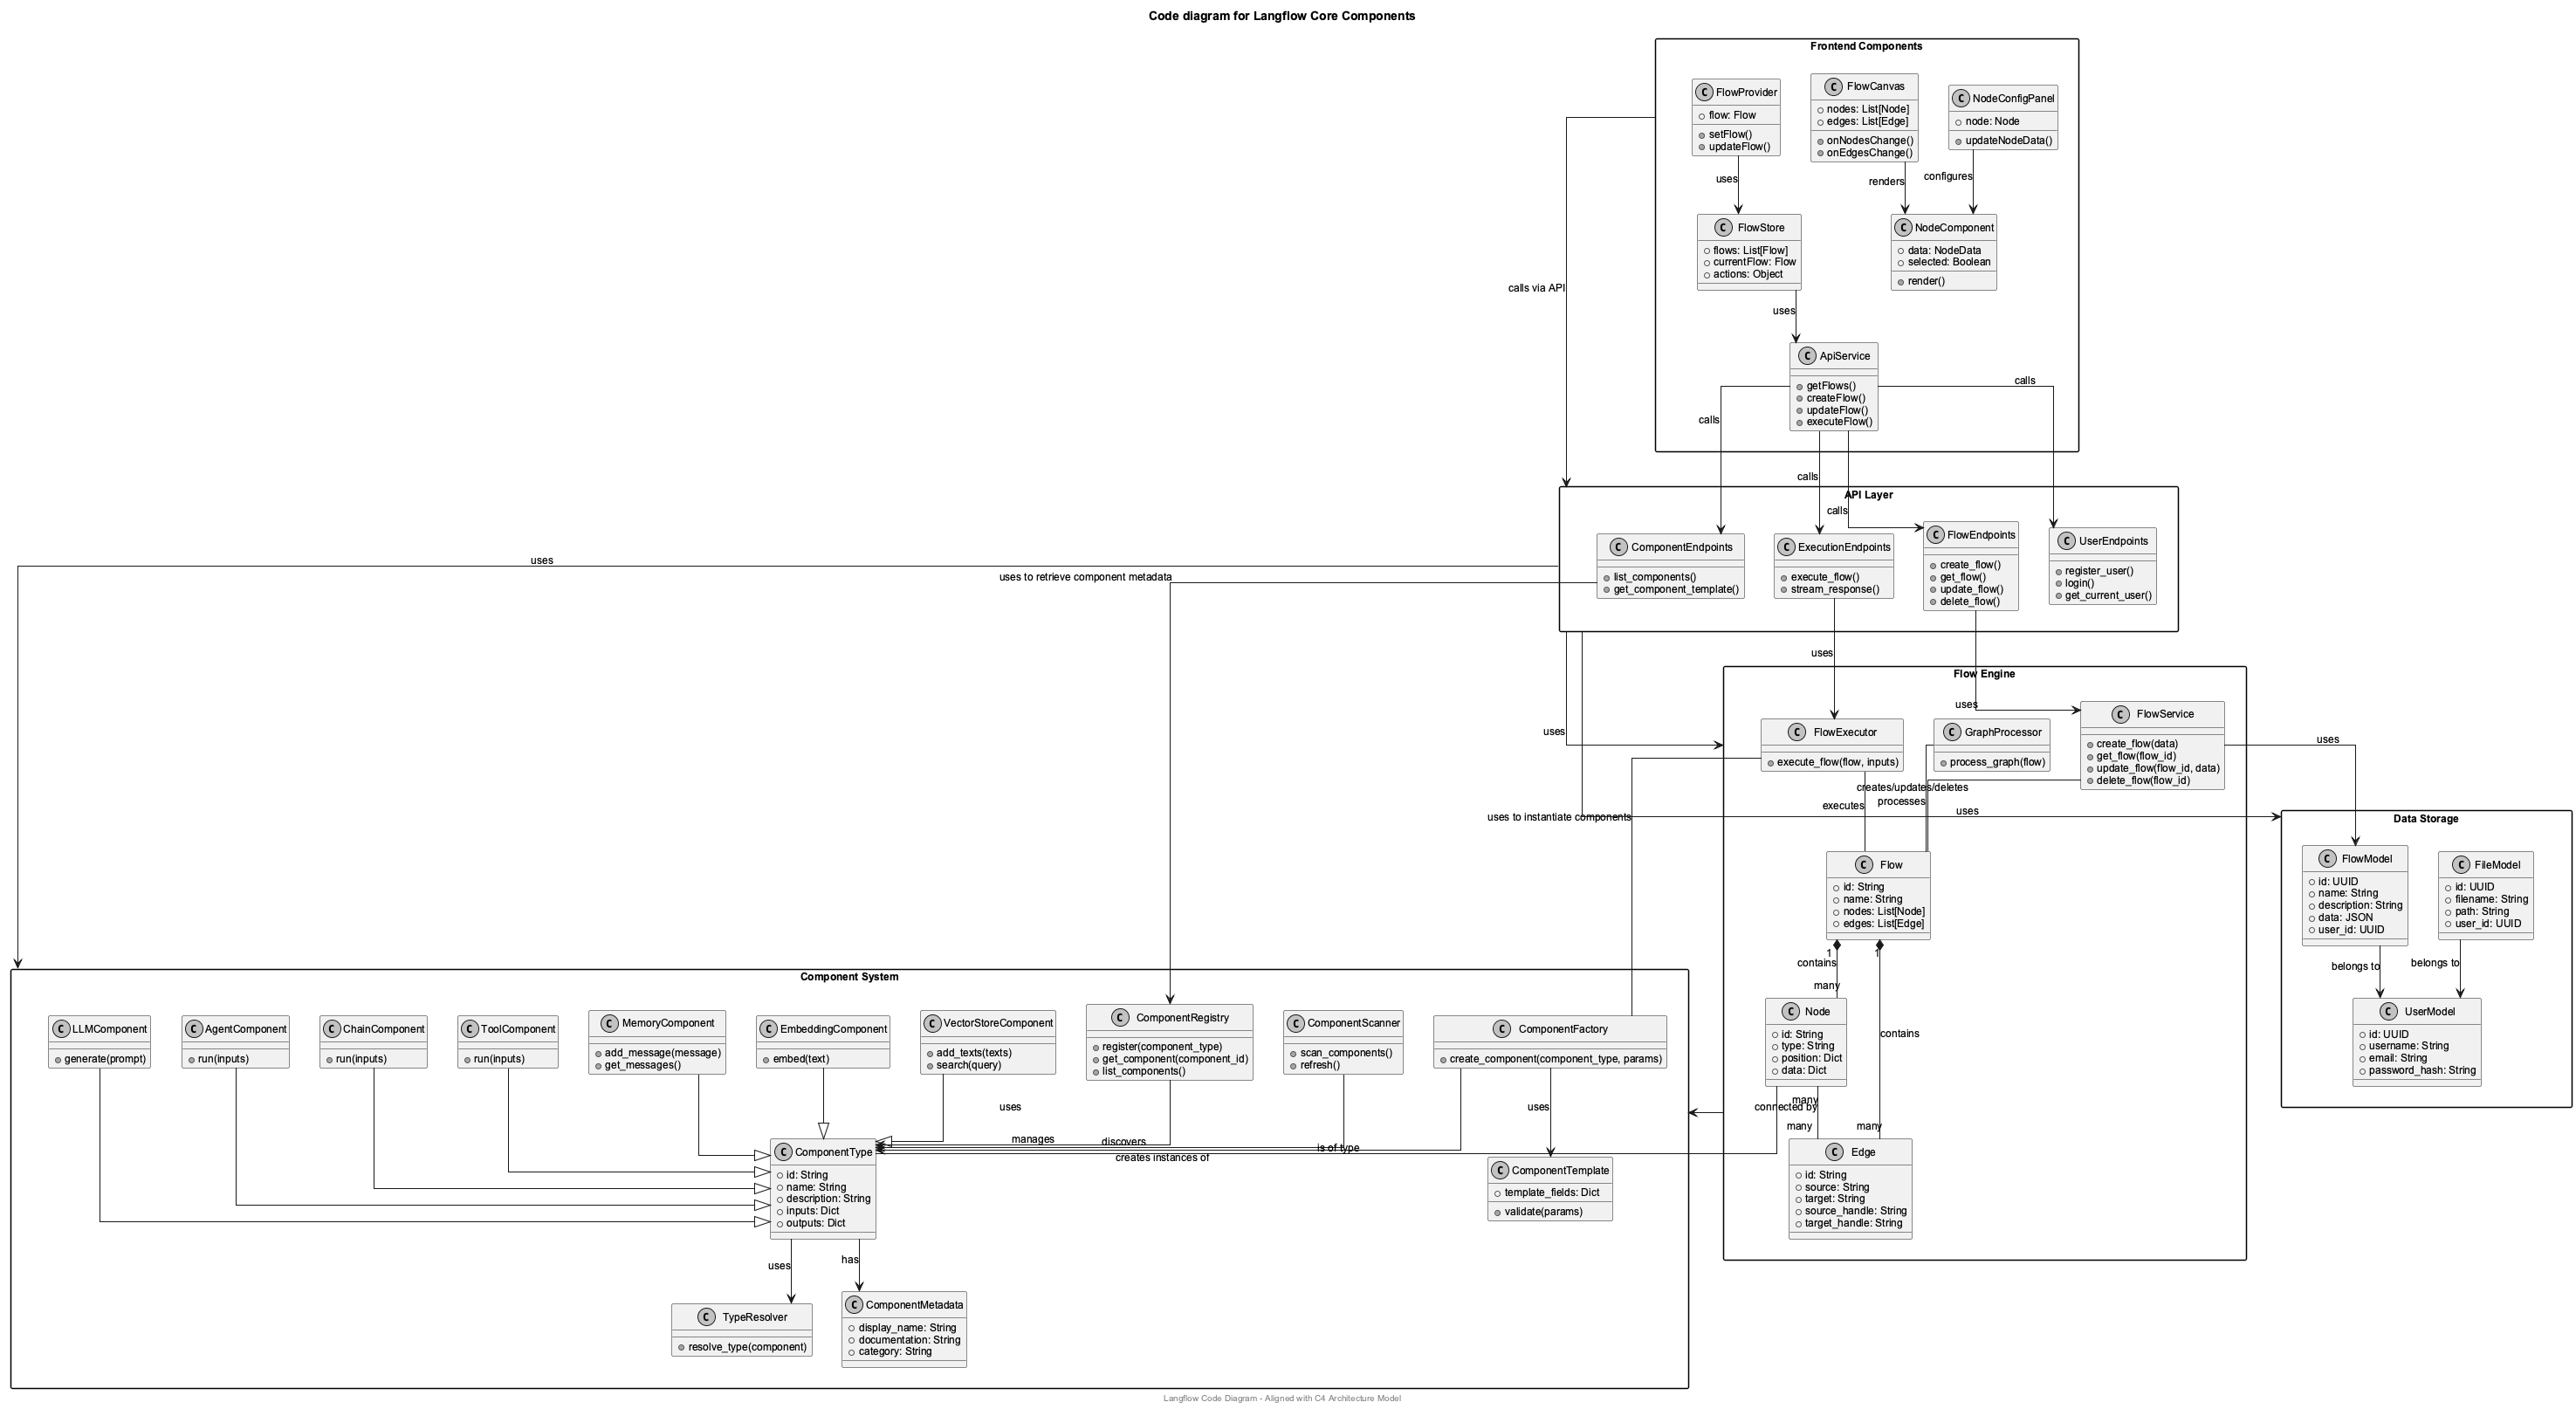 Code diagram for Langflow Core Components
Frontend Components
C FlowProvider
flow: Flow
setFlow()
updateFlow()
C FlowCanvas
nodes: List[Node]
edges: List[Edge]
onNodesChange()
onEdgesChange()
C NodeConfigPanel
node: Node
updateNodeData()
uses
renders
configures
C FlowStore
flows: List[Flow]
currentFlow: Flow
actions: Object
C NodeComponent
data: NodeData
selected: Boolean
render()
calls via API
uses
C ApiService
getFlows()
createFlow()
updateFlow()
executeFlow()
calls
calls
calls
calls
API Layer
C ComponentEndpoints
list_components()
get_component_template()
C ExecutionEndpoints
execute_flow()
stream_response()
C FlowEndpoints
create_flow()
get_flow()
update_flow()
delete_flow()
C UserEndpoints
register_user()
login()
get_current_user()
uses
uses to retrieve component metadata
uses
uses
uses
Flow Engine
C FlowExecutor
execute_flow(flow, inputs)
C GraphProcessor
process_graph(flow)
C FlowService
create_flow(data)
get_flow(flow_id)
update_flow(flow_id, data)
delete_flow(flow_id)
uses
creates/updates/deletes
executes
processes
uses to instantiate components
uses
C Flow
id: String
name: String
nodes: List[Node]
edges: List[Edge]
1
1
contains
many
C Node
id: String
type: String
position: Dict
data: Dict
contains
many
connected by
many
many
C Edge
id: String
source: String
target: String
source_handle: String
target_handle: String
Data Storage
C FlowModel
id: UUID
name: String
description: String
data: JSON
user_id: UUID
C FileModel
id: UUID
filename: String
path: String
user_id: UUID
belongs to
belongs to
C UserModel
id: UUID
username: String
email: String
password_hash: String
Component System
C LLMComponent
generate(prompt)
C AgentComponent
run(inputs)
C ChainComponent
run(inputs)
C ToolComponent
run(inputs)
C MemoryComponent
add_message(message)
get_messages()
C EmbeddingComponent
embed(text)
C VectorStoreComponent
add_texts(texts)
search(query)
C ComponentRegistry
register(component_type)
get_component(component_id)
list_components()
C ComponentScanner
scan_components()
refresh()
C ComponentFactory
create_component(component_type, params)
uses
uses
manages
discovers
is of type
creates instances of
C ComponentType
id: String
name: String
description: String
inputs: Dict
outputs: Dict
C ComponentTemplate
template_fields: Dict
validate(params)
uses
has
C TypeResolver
resolve_type(component)
C ComponentMetadata
display_name: String
documentation: String
category: String
Langflow Code Diagram - Aligned with C4 Architecture Model